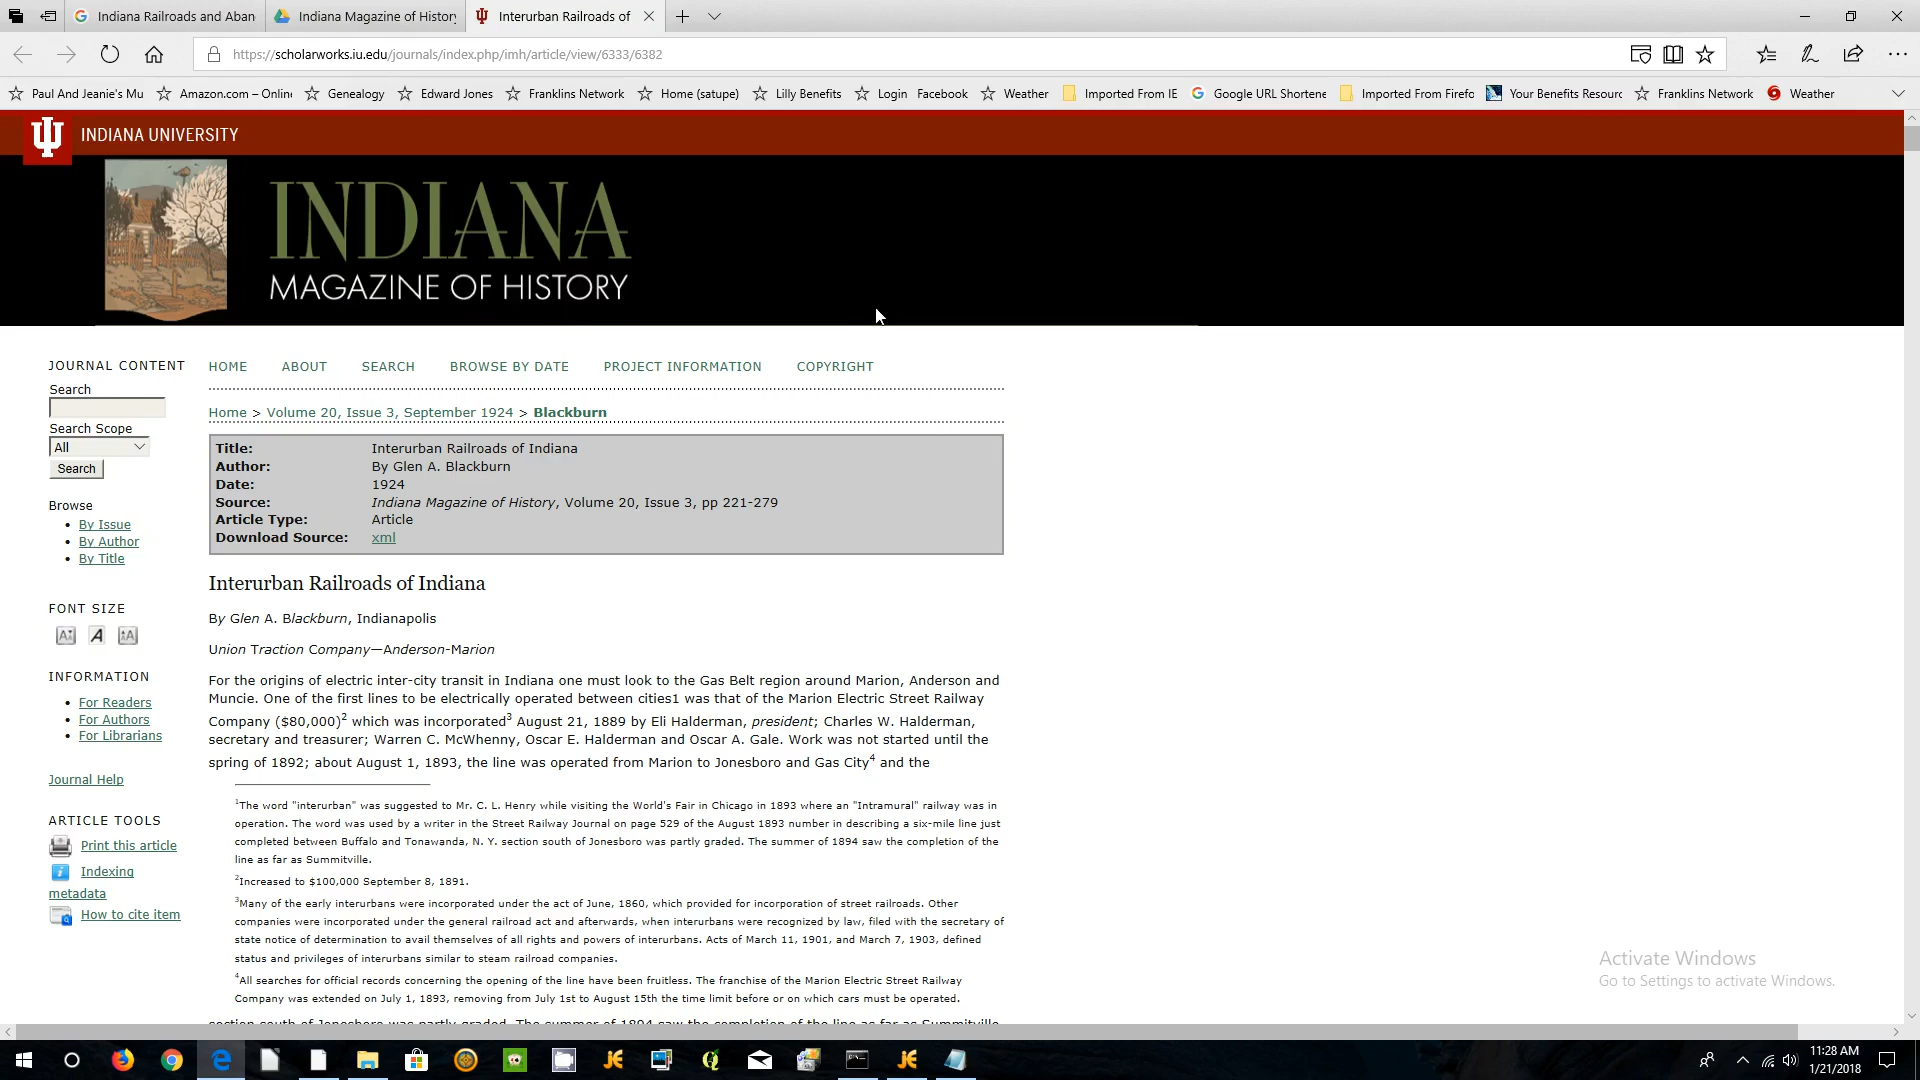 Indiana Railroads and Aban
Indiana Magazine of History
Interurban Railroads of
https://scholarworks.iu.edu/journals/index.php/imh/article/view/6333/6382
Paul And Jeanie's Mu
Amazon.com – Online
Genealogy
Edward Jones
Franklins Network
Home (satupe)
Lilly Benefits
Login
Facebook
Weather
Imported From IE
Google URL Shortene
Imported From Firefo
Your Benefits Resourc
Franklins Network
Weather
INDIANA UNIVERSITY
INDIANA
MAGAZINE OF HISTORY
JOURNAL CONTENT
Search
Search Scope
All
Search
Browse
By Issue
By Author
By Title
FONT SIZE
INFORMATION
For Readers
For Authors
For Librarians
Journal Help
ARTICLE TOOLS
Print this article
Indexing
metadata
How to cite item
HOME ABOUT SEARCH BROWSE BY DATE PROJECT INFORMATION COPYRIGHT
Home > Volume 20, Issue 3, September 1924 > Blackburn
Title: Interurban Railroads of Indiana
Author: By Glen A. Blackburn
Date: 1924
Source: Indiana Magazine of History, Volume 20, Issue 3, pp 221-279
Article Type: Article
Download Source: xml
Interurban Railroads of Indiana
By Glen A. Blackburn, Indianapolis
Union Traction Company—Anderson-Marion
For the origins of electric inter-city transit in Indiana one must look to the Gas Belt region around Marion, Anderson and
Muncie. One of the first lines to be electrically operated between cities1 was that of the Marion Electric Street Railway
Company ($80,000)2 which was incorporated3 August 21, 1889 by Eli Halderman, president; Charles W. Halderman,
secretary and treasurer; Warren C. McWhenny, Oscar E. Halderman and Oscar A. Gale. Work was not started until the
spring of 1892; about August 1, 1893, the line was operated from Marion to Jonesboro and Gas City4 and the
1The word "interurban" was suggested to Mr. C. L. Henry while visiting the World's Fair in Chicago in 1893 where an "Intramural" railway was in
operation. The word was used by a writer in the Street Railway Journal on page 529 of the August 1893 number in describing a six-mile line just
completed between Buffalo and Tonawanda, N. Y. section south of Jonesboro was partly graded. The summer of 1894 saw the completion of the
line as far as Summitville.
2Increased to $100,000 September 8, 1891.
3Many of the early interurbans were incorporated under the act of June, 1860, which provided for incorporation of street railroads. Other
companies were incorporated under the general railroad act and afterwards, when interurbans were recognized by law, filed with the secretary of
state notice of determination to avail themselves of all rights and powers of interurbans. Acts of March 11, 1901, and March 7, 1903, defined
status and privileges of interurbans similar to steam railroad companies.
4All searches for official records concerning the opening of the line have been fruitless. The franchise of the Marion Electric Street Railway
Company was extended on July 1, 1893, removing from July 1st to August 15th the time limit before or on which cars must be operated.
section south of Jonesboro was partly graded. The summer of 1894 saw the completion of the line as far as Summitville
Activate Windows
Go to Settings to activate Windows.
11:28 AM
1/21/2018